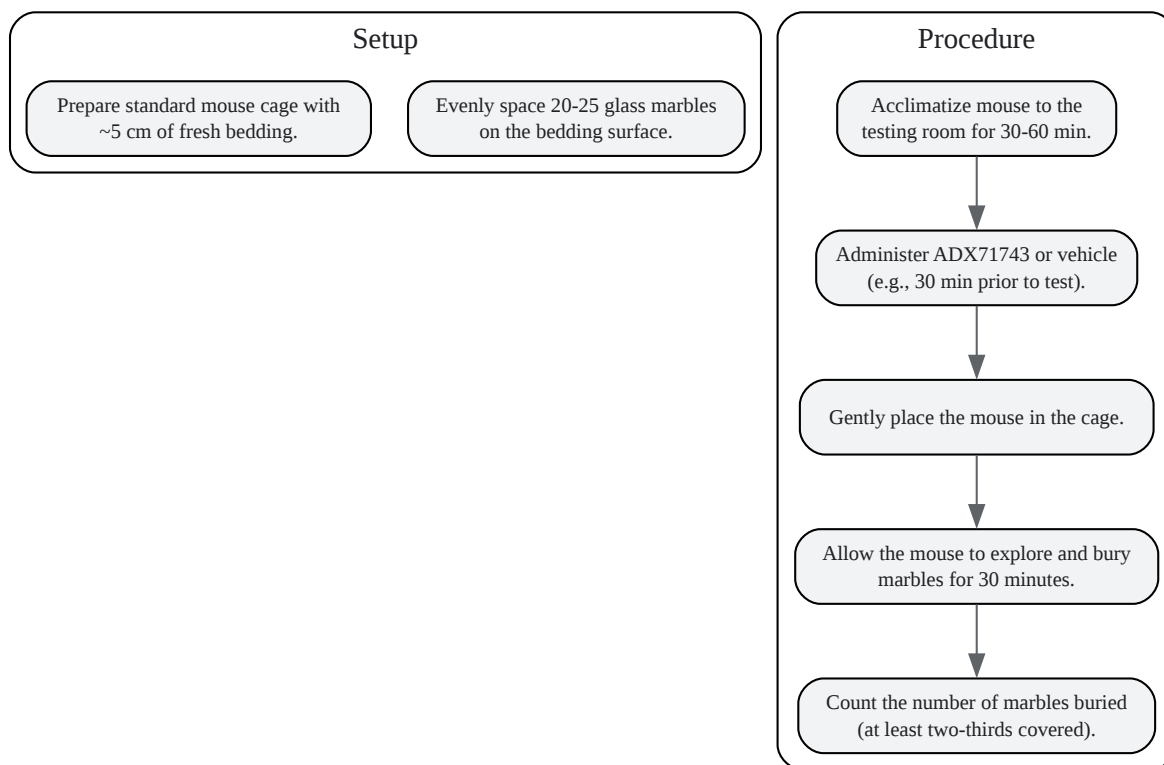 Setup
Prepare standard mouse cage with
~5 cm of fresh bedding.
Evenly space 20-25 glass marbles
on the bedding surface.
Procedure
Acclimatize mouse to the
testing room for 30-60 min.
Administer ADX71743 or vehicle
(e.g., 30 min prior to test).
Gently place the mouse in the cage.
Allow the mouse to explore and bury
marbles for 30 minutes.
Count the number of marbles buried
(at least two-thirds covered).